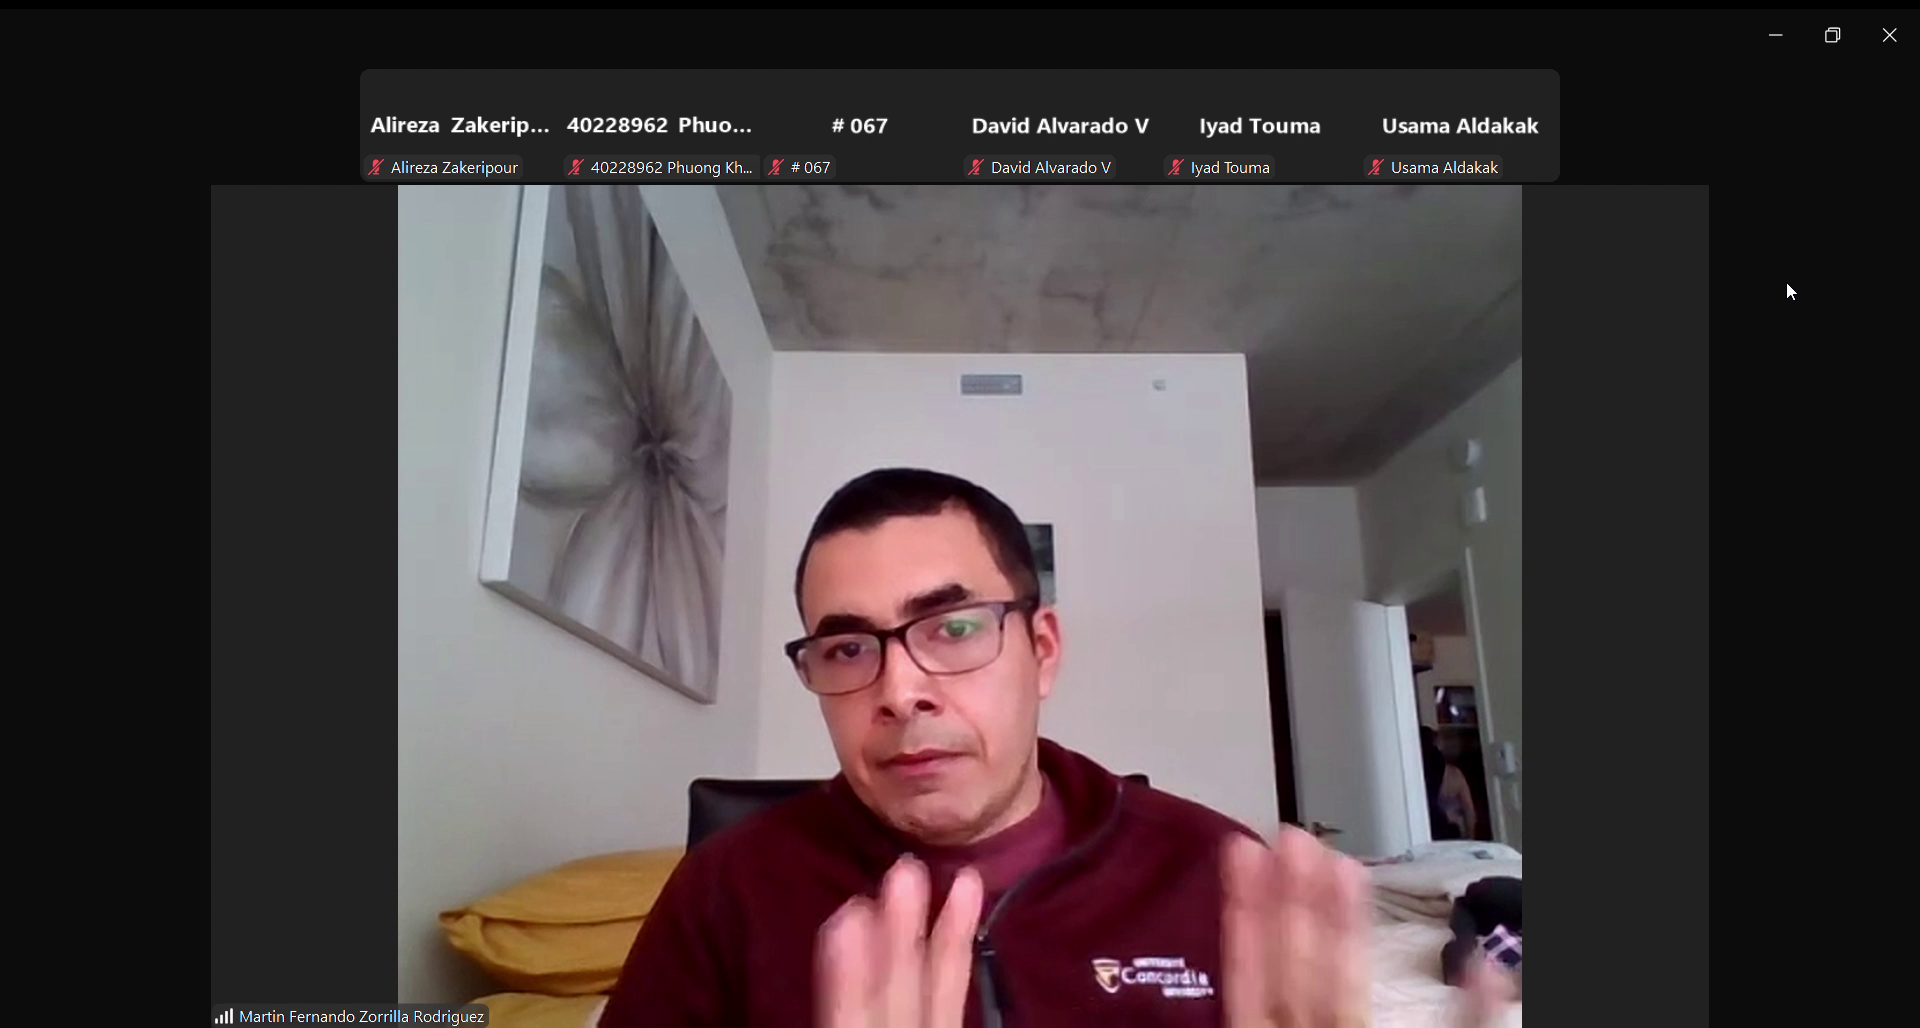 Alireza Zakerip... 40228962 Phuo... # 067 David Alvarado V Iyad Touma Usama Aldakak
Alireza Zakeripour 40228962 Phuong Kh... # 067 David Alvarado V Iyad Touma Usama Aldakak
Concordia
Martin Fernando Zorrilla Rodriguez